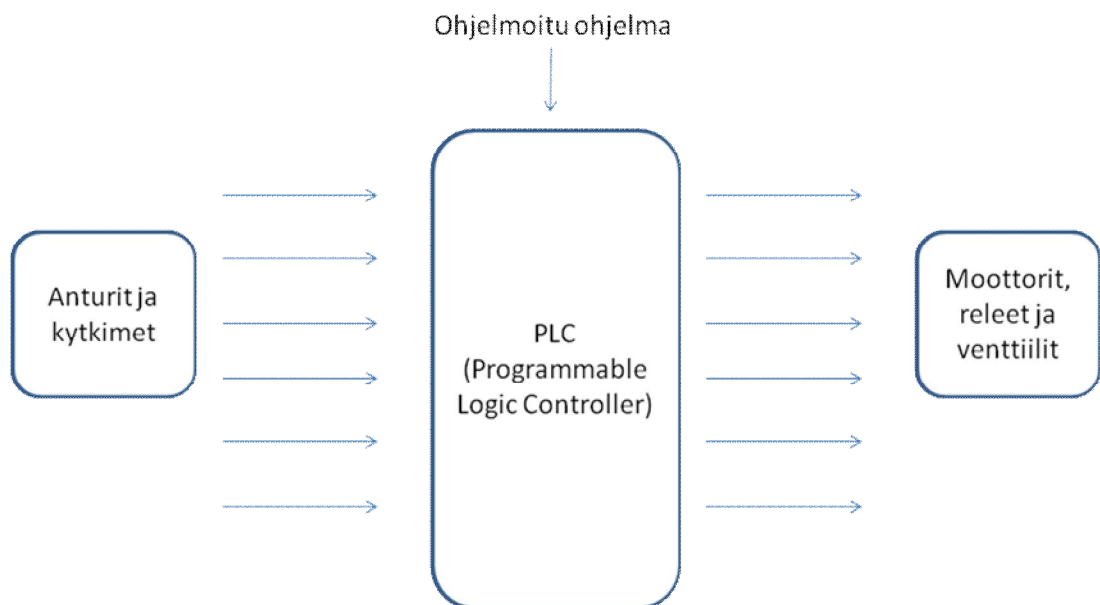 Ohjelmoitu ohjelma
Anturit ja
kytkimet
PLC
(Programmable
Logic Controller)
Moottorit,
releet ja
venttiilit